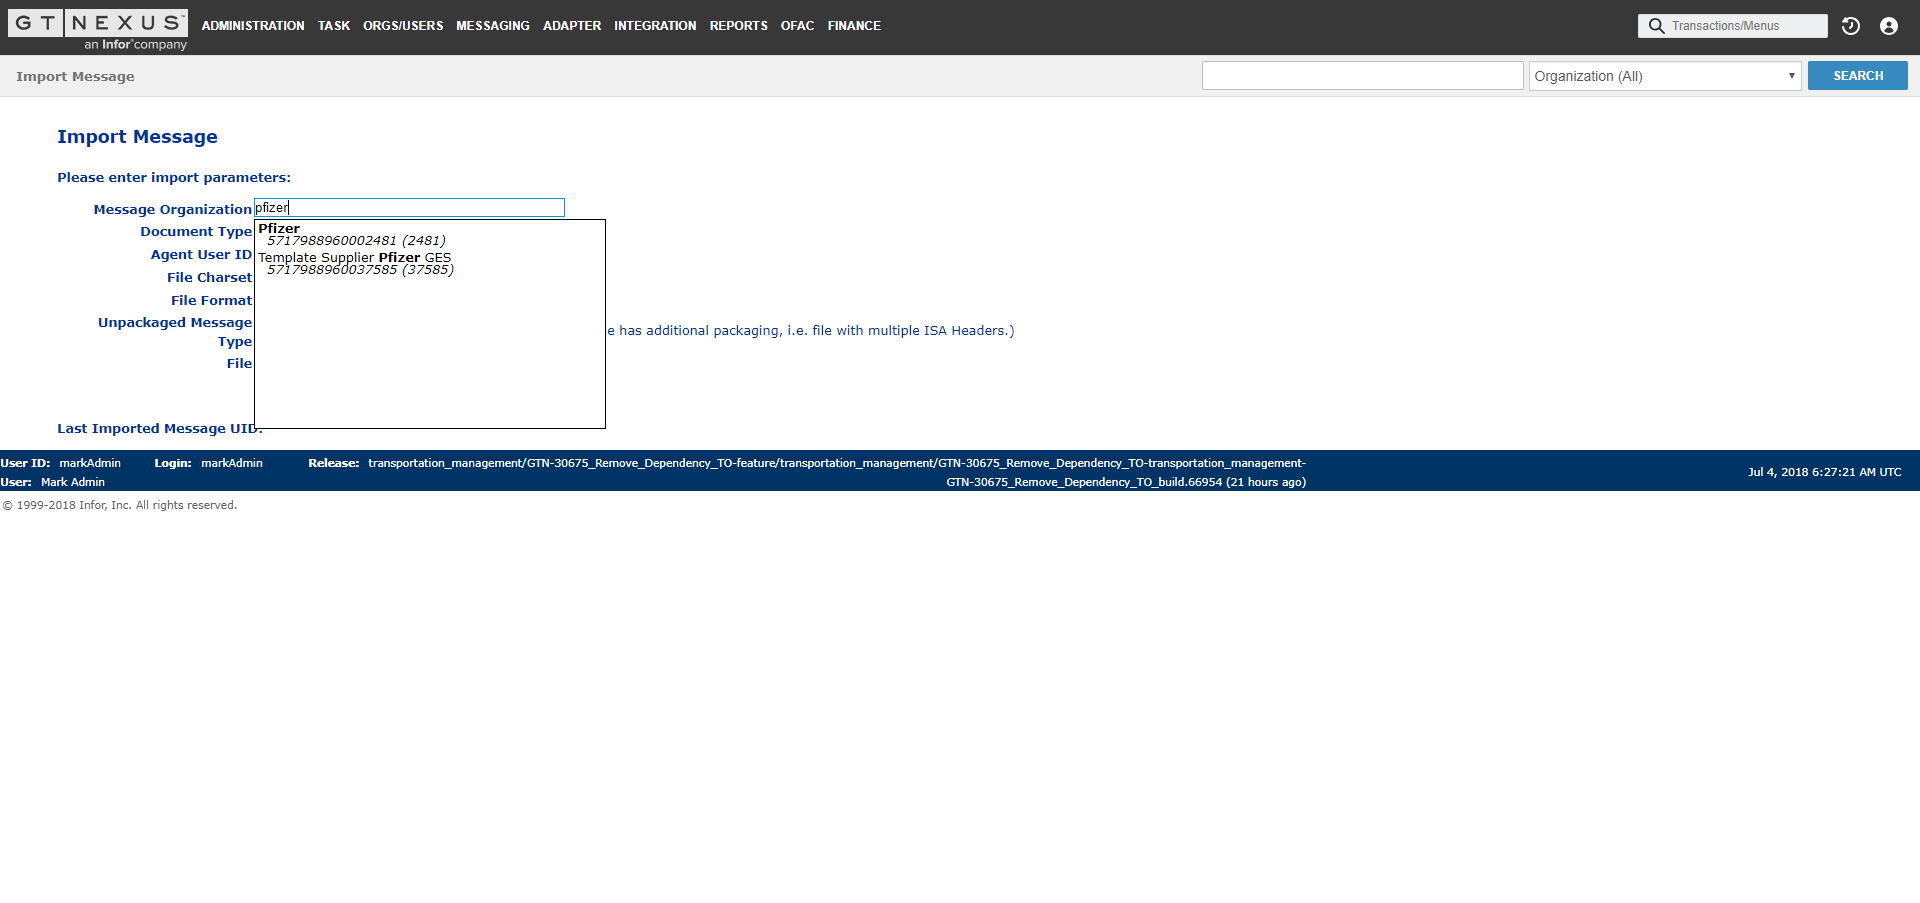 GT NEXUS
an Infor® company
ADMINISTRATION TASK ORGS/USERS MESSAGING ADAPTER INTEGRATION REPORTS OFAC FINANCE
Transactions/Menus
Import Message
Organization (All)
SEARCH
Import Message
Please enter import parameters:
Message Organization
pfizer
Pfizer
5717988960002481 (2481)
Template Supplier Pfizer GES
5717988960037585 (37585)
Document Type
Agent User ID
File Charset
File Format
Unpackaged Message
Type
e has additional packaging, i.e. file with multiple ISA Headers.)
File
Last Imported Message UID:
User ID: markAdmin Login: markAdmin Release: transportation_management/GTN-30675_Remove_Dependency_TO-feature/transportation_management/GTN-30675_Remove_Dependency_TO-transportation_management-
User: Mark Admin GTN-30675_Remove_Dependency_TO_build.66954 (21 hours ago)
Jul 4, 2018 6:27:21 AM UTC
© 1999-2018 Infor, Inc. All rights reserved.